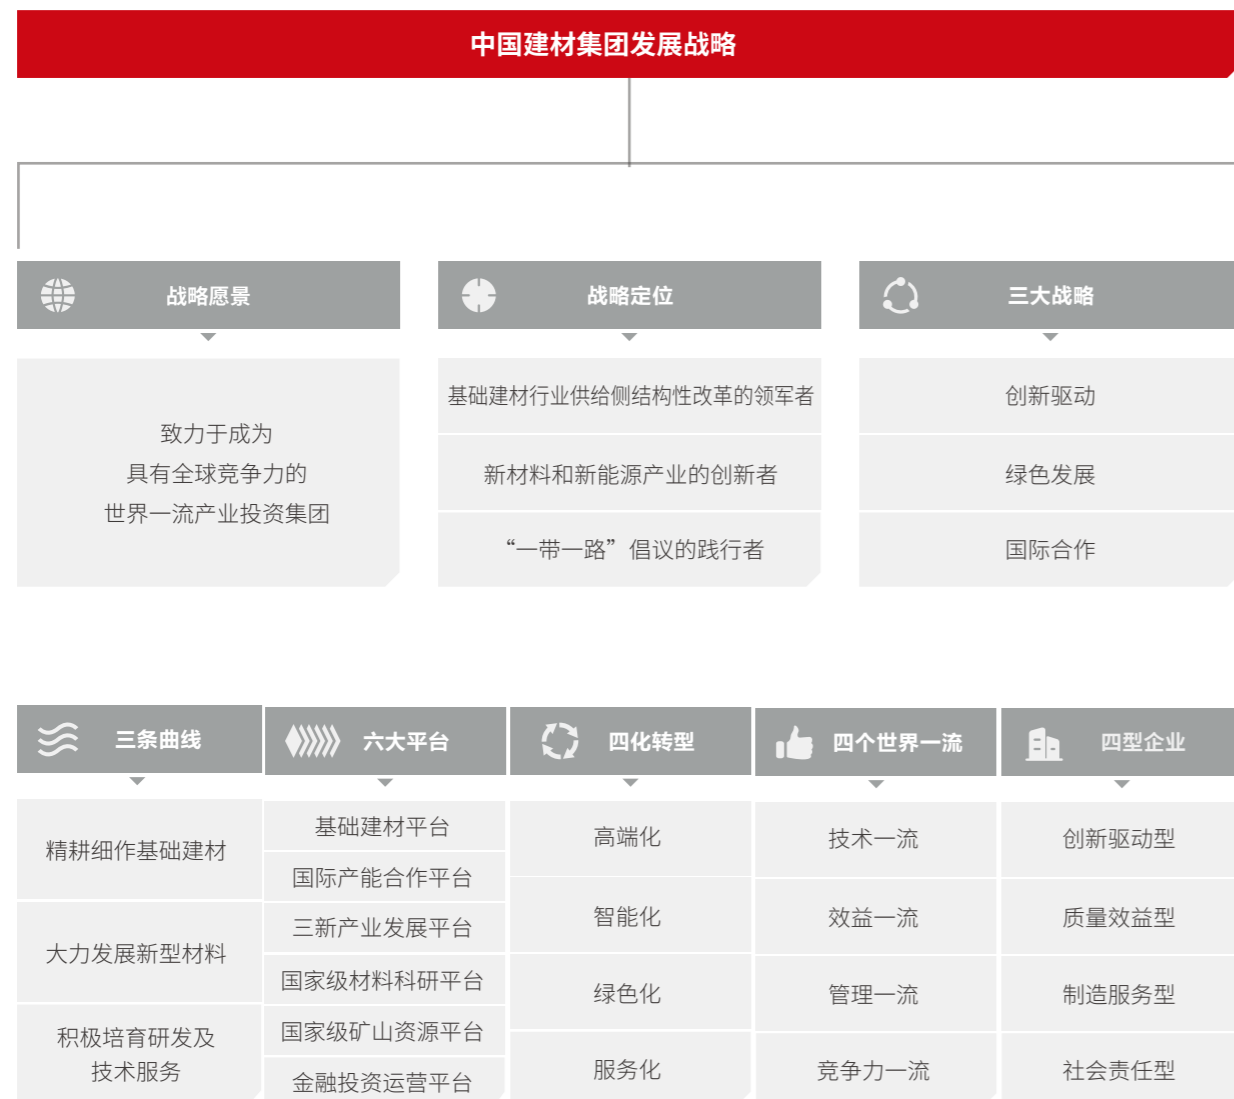 中国建材集团发展战略
战略愿景
致力于成为
具有全球竞争力的
世界一流产业投资集团
战略定位
基础建材行业供给侧结构性改革的领军者
新材料和新能源产业的创新者
“一带一路”倡议的践行者
三大战略
创新驱动
绿色发展
国际合作
三条曲线
精耕细作基础建材
大力发展新型材料
积极培育研发及
技术服务
六大平台
基础建材平台
国际产能合作平台
三新产业发展平台
国家级材料科研平台
国家级矿山资源平台
金融投资运营平台
四化转型
高端化
智能化
绿色化
服务化
四个世界一流
技术一流
效益一流
管理一流
竞争力一流
四型企业
创新驱动型
质量效益型
制造服务型
社会责任型